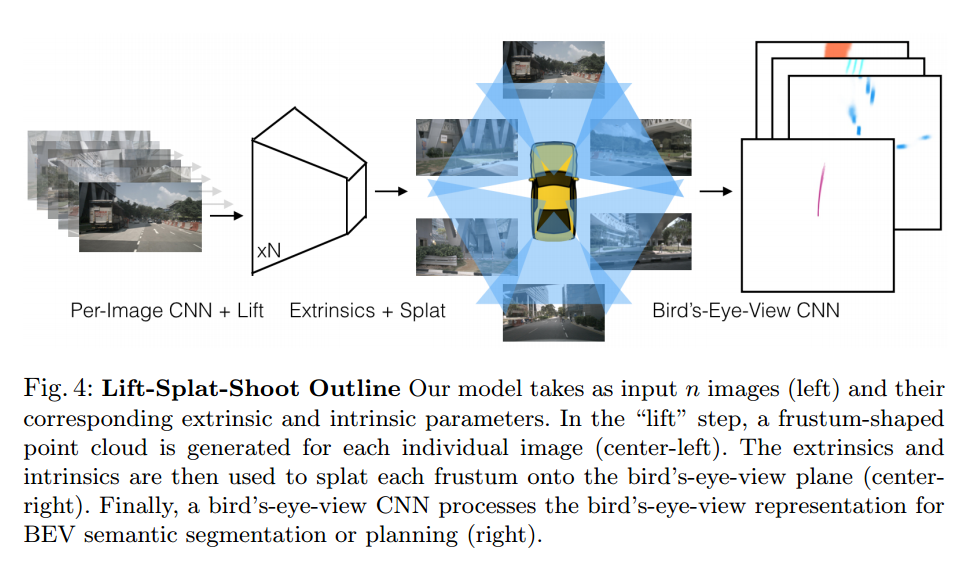 xN
Per-Image CNN + Lift
Extrinsics + Splat
Bird's-Eye-View CNN
Fig. 4: Lift-Splat-Shoot Outline Our model takes as input n images (left) and their
corresponding extrinsic and intrinsic parameters. In the “lift” step, a frustum-shaped
point cloud is generated for each individual image (center-left). The extrinsics and
intrinsics are then used to splat each frustum onto the bird’s-eye-view plane (center-
right). Finally, a bird’s-eye-view CNN processes the bird’s-eye-view representation for
BEV semantic segmentation or planning (right).